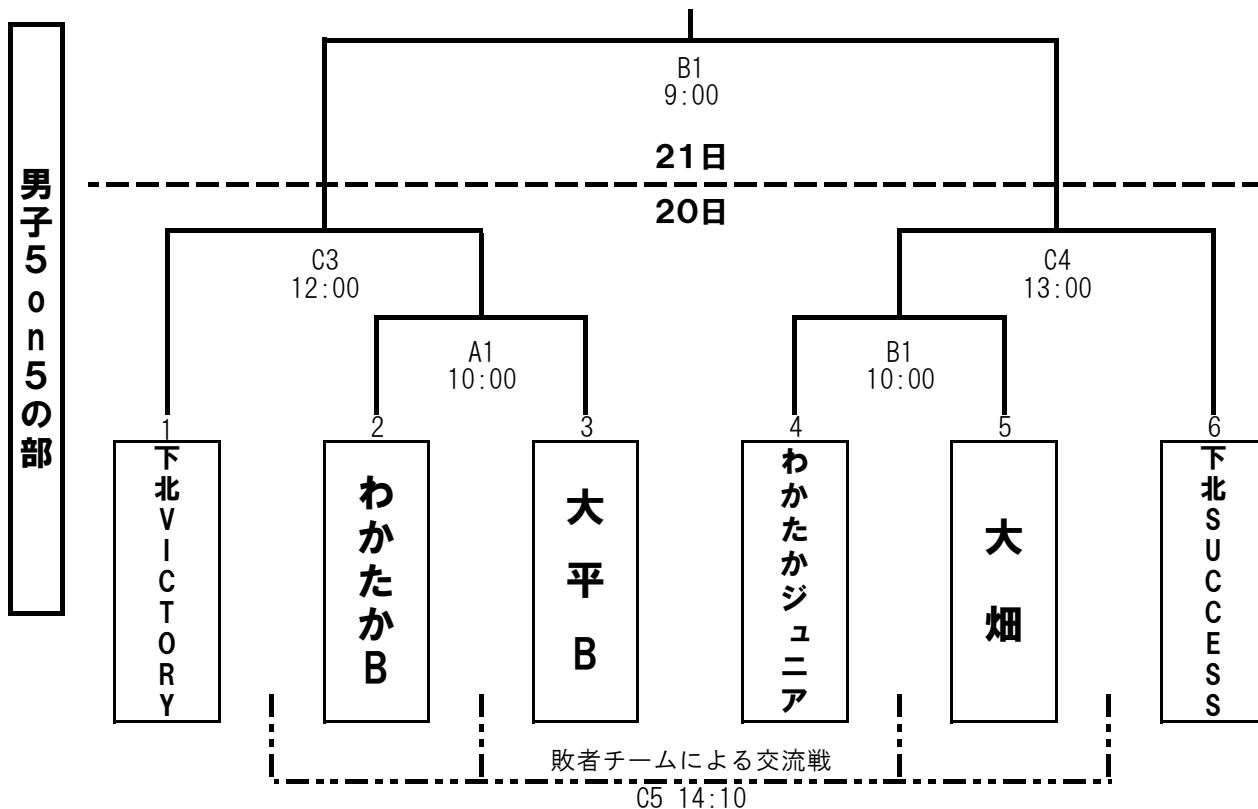 男子5on5の部
B1
9:00
21日
20日
C3
12:00
C4
13:00
A1
10:00
B1
10:00
1
2
3
4
5
6
下北VICTORY
わかたかB
大平B
わかたかジュニア
大畑
下北SUCCESS
敗者チームによる交流戦
C5 14:10